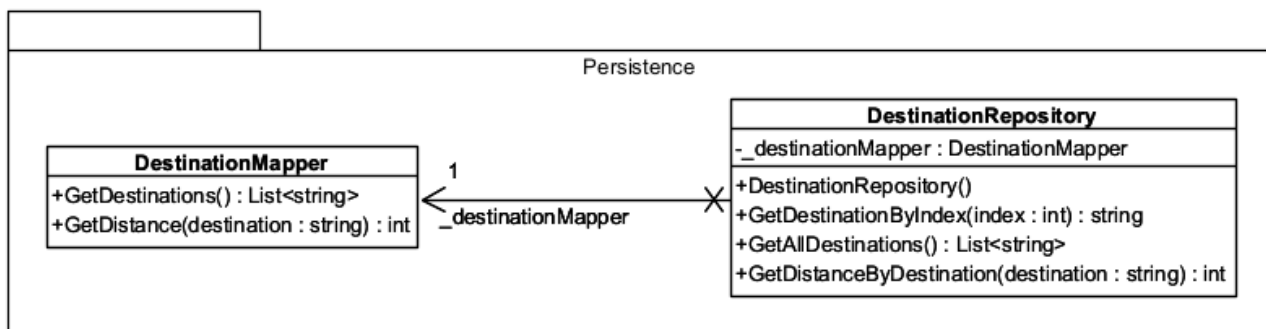 Persistence
DestinationMapper
+GetDestinations() : List<string>
+GetDistance(destination : string) : int
1
_destinationMapper
DestinationRepository
-_destinationMapper : DestinationMapper
+DestinationRepository()
+GetDestinationByIndex(index : int) : string
+GetAllDestinations() : List<string>
+GetDistanceByDestination(destination : string) : int